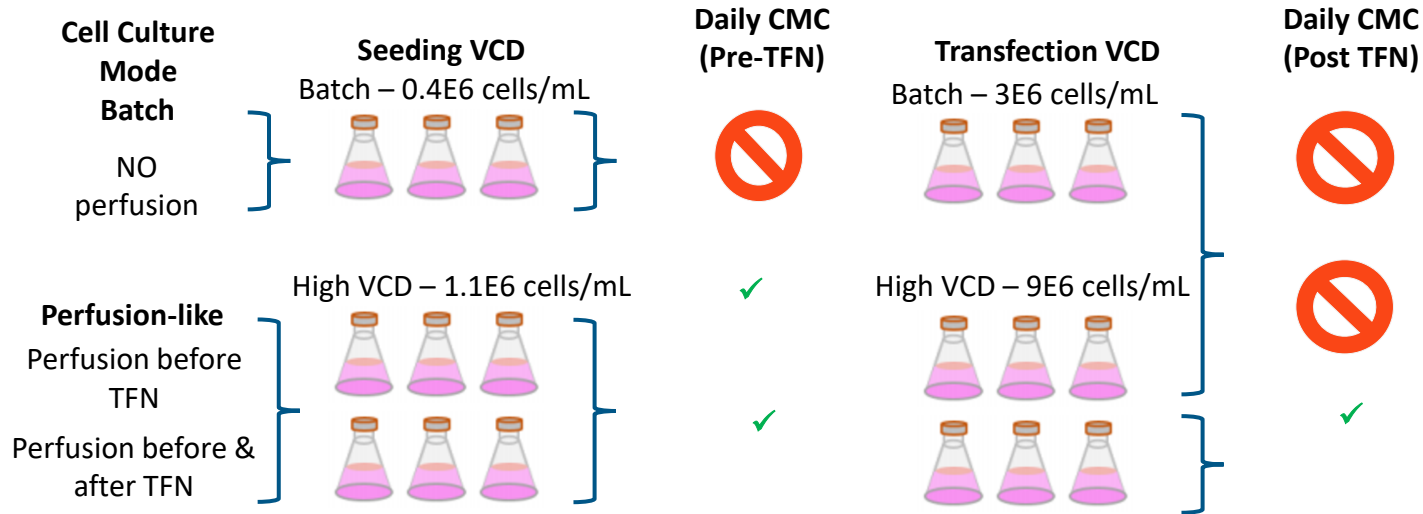 Cell Culture
Mode
Batch
NO
perfusion
Perfusion-like
Perfusion before
TFN
Perfusion before &
after TFN
Seeding VCD
Batch – 0.4E6 cells/mL
High VCD – 1.1E6 cells/mL
Daily CMC
(Pre-TFN)
Transfection VCD
Batch – 3E6 cells/mL
High VCD – 9E6 cells/mL
Daily CMC
(Post TFN)